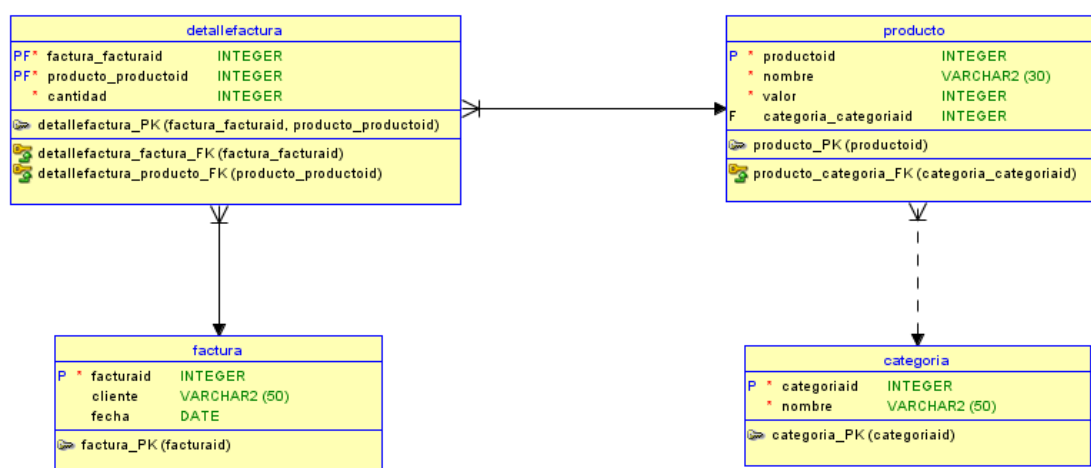 detallefactura
PF* factura_facturaid INTEGER
PF* producto_productoid INTEGER
* cantidad INTEGER
detallefactura_PK (factura_facturaid, producto_productoid)
detallefactura_factura_FK (factura_facturaid)
detallefactura_producto_FK (producto_productoid)
producto
P * productoid INTEGER
* nombre VARCHAR2 (30)
* valor INTEGER
F categoria_categoriaid INTEGER
producto_PK (productoid)
producto_categoria_FK (categoria_categoriaid)
factura
P * facturaid INTEGER
cliente VARCHAR2 (50)
fecha DATE
factura_PK (facturaid)
categoria
P * categoriaid INTEGER
* nombre VARCHAR2 (50)
categoria_PK (categoriaid)